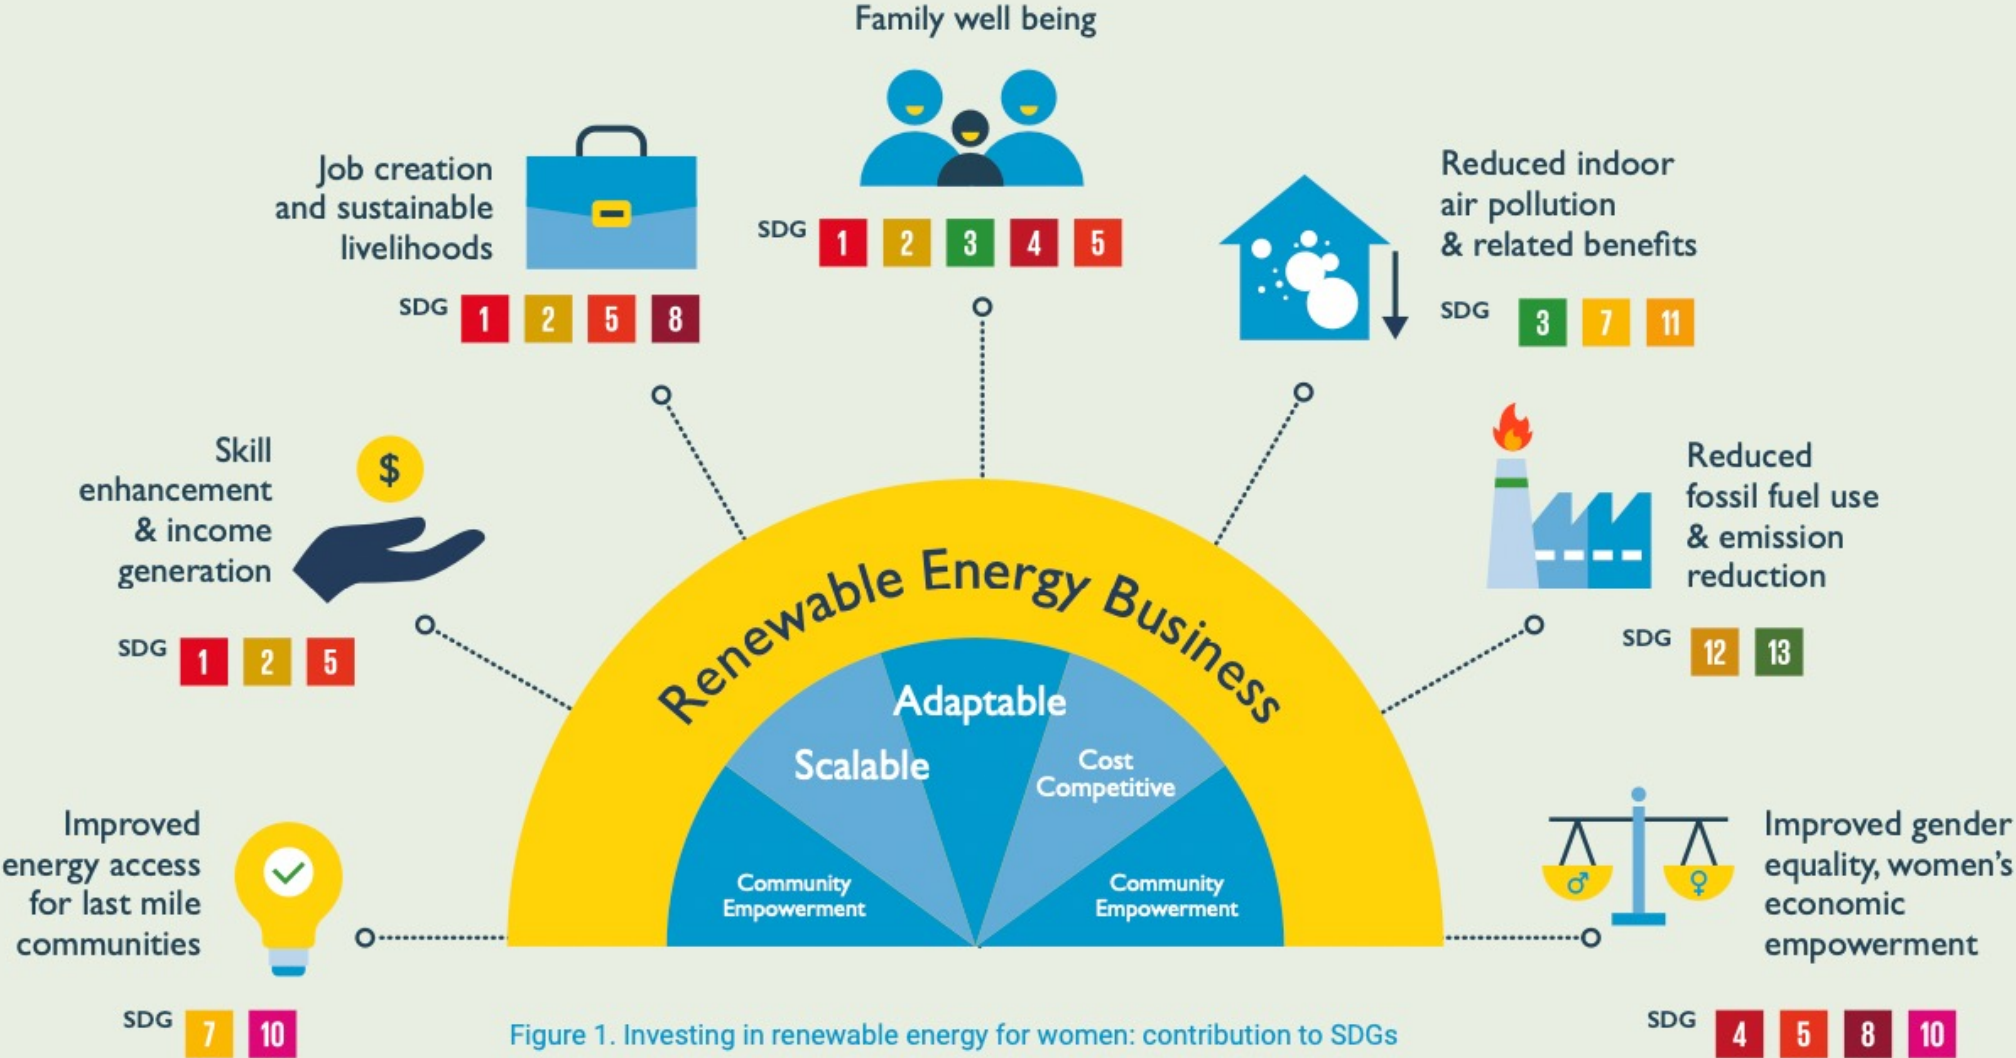 Family well being
SDG 1 2 3 4 5
Job creation
and sustainable
livelihoods
SDG 1 2 5 8
Reduced indoor
air pollution
& related benefits
SDG 3 7 11
Skill
enhancement
& income
generation
$
SDG 1 2 5
Reduced
fossil fuel use
& emission
reduction
SDG 12 13
Renewable Energy Business
Adaptable
Scalable
Cost
Competitive
Community
Empowerment
Community
Empowerment
Improved
energy access
for last mile
communities
SDG 7 10
Improved gender
equality, women's
economic
empowerment
SDG 4 5 8 10
Figure 1. Investing in renewable energy for women: contribution to SDGs